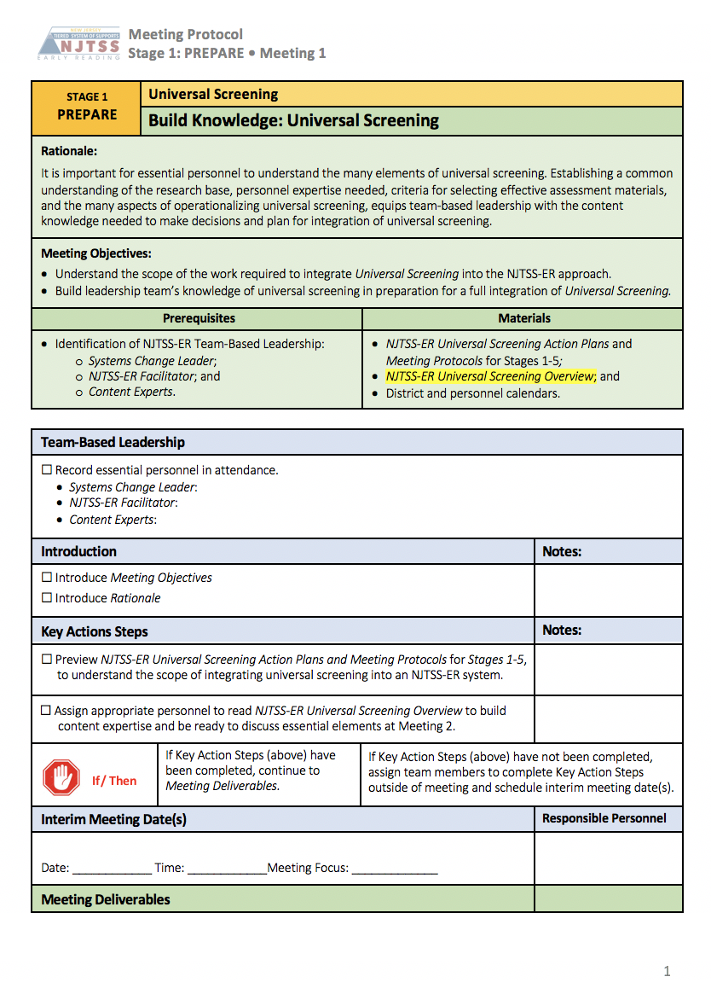 NEW JERSEY
TIERED SYSTEM OF SUPPORTS
NJTSS
EARLY READING
Meeting Protocol
Stage 1: PREPARE • Meeting 1
STAGE 1
PREPARE
Universal Screening
Build Knowledge: Universal Screening
Rationale:
It is important for essential personnel to understand the many elements of universal screening. Establishing a common
understanding of the research base, personnel expertise needed, criteria for selecting effective assessment materials,
and the many aspects of operationalizing universal screening, equips team-based leadership with the content
knowledge needed to make decisions and plan for integration of universal screening.
Meeting Objectives:
• Understand the scope of the work required to integrate Universal Screening into the NJTSS-ER approach.
• Build leadership team's knowledge of universal screening in preparation for a full integration of Universal Screening.
Prerequisites
• Identification of NJTSS-ER Team-Based Leadership:
o Systems Change Leader;
o NJTSS-ER Facilitator; and
o Content Experts.
Materials
• NJTSS-ER Universal Screening Action Plans and
Meeting Protocols for Stages 1-5;
• NJTSS-ER Universal Screening Overview; and
• District and personnel calendars.
Team-Based Leadership
☐ Record essential personnel in attendance.
• Systems Change Leader:
• NJTSS-ER Facilitator:
• Content Experts:
Introduction
Notes:
☐ Introduce Meeting Objectives
☐ Introduce Rationale
Key Actions Steps
Notes:
☐ Preview NJTSS-ER Universal Screening Action Plans and Meeting Protocols for Stages 1-5,
to understand the scope of integrating universal screening into an NJTSS-ER system.
☐ Assign appropriate personnel to read NJTSS-ER Universal Screening Overview to build
content expertise and be ready to discuss essential elements at Meeting 2.
If/ Then
If Key Action Steps (above) have
been completed, continue to
Meeting Deliverables.
If Key Action Steps (above) have not been completed,
assign team members to complete Key Action Steps
outside of meeting and schedule interim meeting date(s).
Interim Meeting Date(s)
Responsible Personnel
Date: ____________ Time: ____________Meeting Focus: _____________
Meeting Deliverables
1